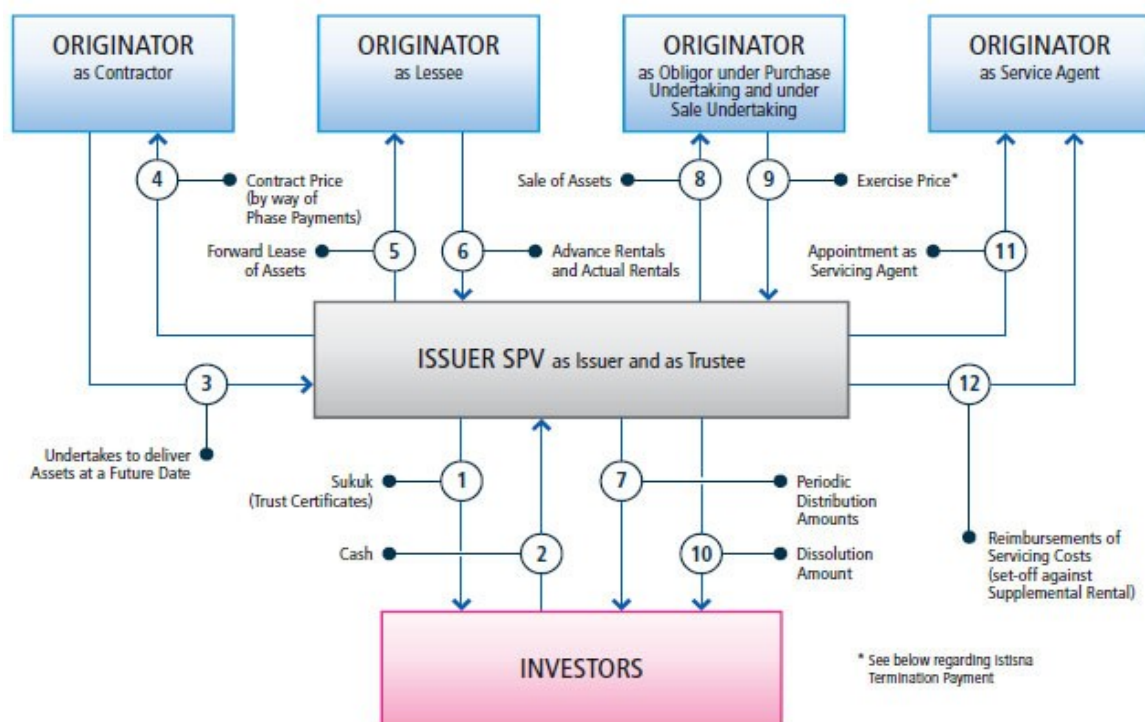 ORIGINATOR
as Contractor
ORIGINATOR
as Lessee
ORIGINATOR
as Obligor under Purchase
Undertaking and under
Sale Undertaking
ORIGINATOR
as Service Agent
4
Contract Price
(by way of
Phase Payments)
Forward Lease
of Assets
5
6
Advance Rentals
and Actual Rentals
Sale of Assets
8
9
Exercise Price*
Appointment as
Servicing Agent
11
ISSUER SPV as Issuer and as Trustee
3
12
Undertakes to deliver
Assets at a Future Date
Sukuk
(Trust Certificates)
1
Cash
2
7
Periodic
Distribution
Amounts
10
Dissolution
Amount
Reimbursements of
Servicing Costs
(set-off against
Supplemental Rental)
INVESTORS
* See below regarding Istisna
Termination Payment